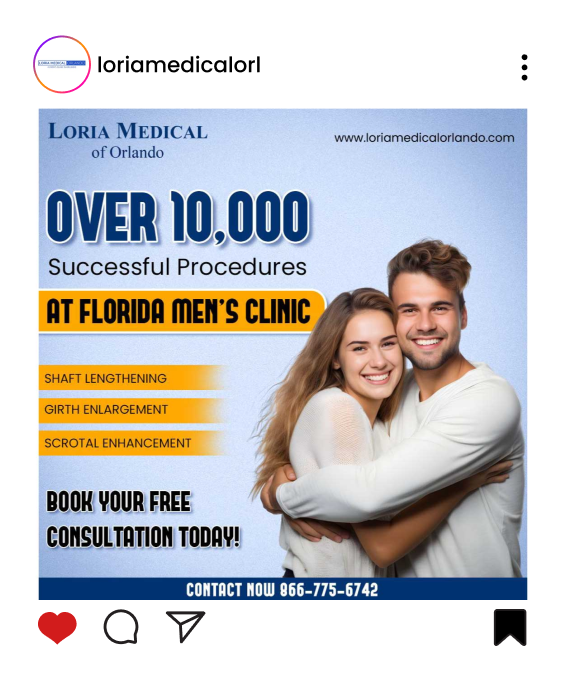 loriamedicalorl
LORIA MEDICAL
of Orlando
www.loriamedicalorlando.com
OVER 10,000
Successful Procedures
AT FLORIDA MEN'S CLINIC
SHAFT LENGTHENING
GIRTH ENLARGEMENT
SCROTAL ENHANCEMENT
BOOK YOUR FREE
CONSULTATION TODAY!
CONTACT NOW 866-775-6742